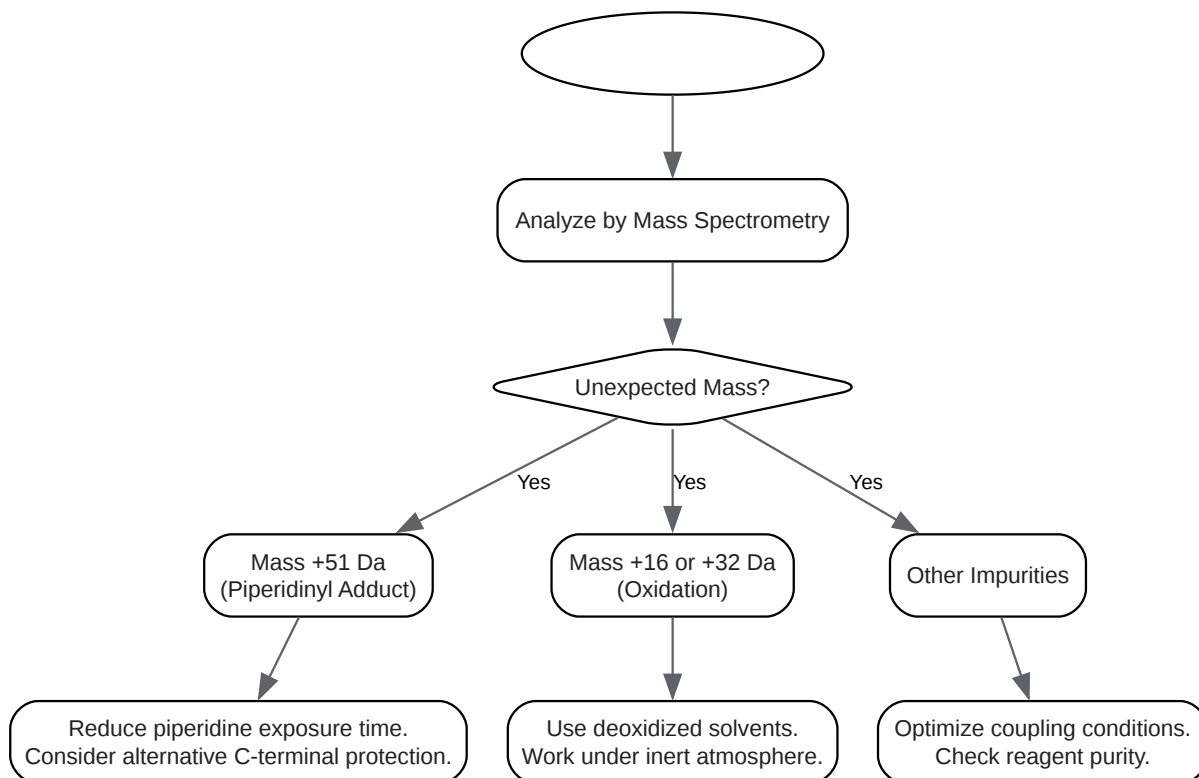 Analyze by Mass Spectrometry
Unexpected Mass?
Yes
Yes
Yes
Mass +51 Da
(Piperidinyl Adduct)
Mass +16 or +32 Da
(Oxidation)
Other Impurities
Reduce piperidine exposure time.
Consider alternative C-terminal protection.
Use deoxidized solvents.
Work under inert atmosphere.
Optimize coupling conditions.
Check reagent purity.